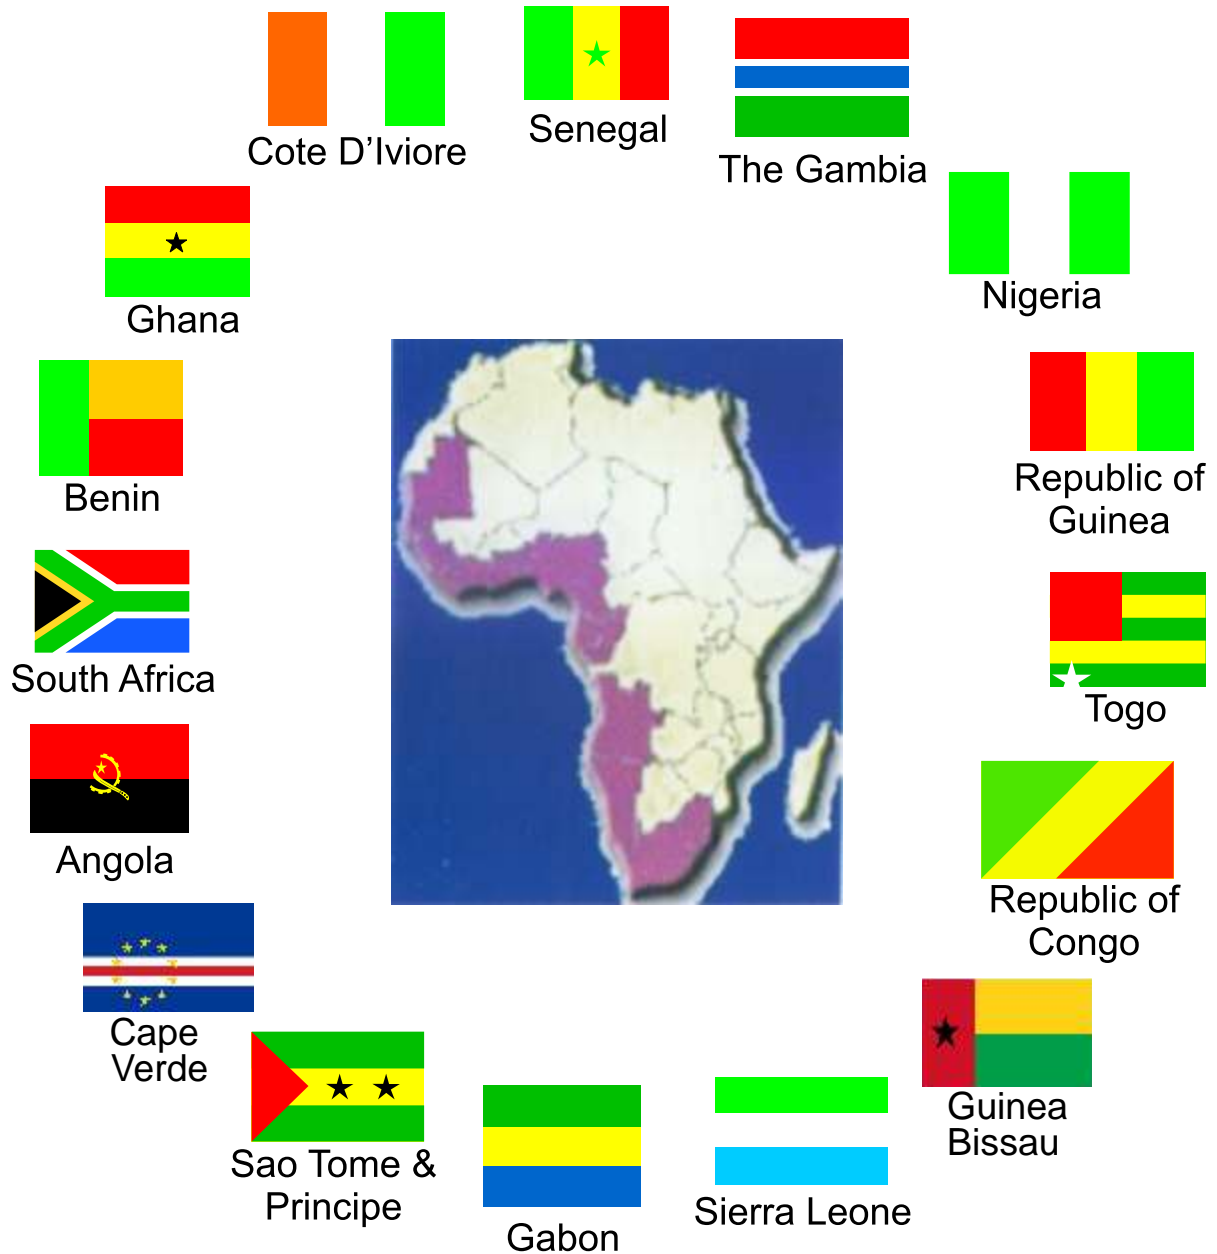 Cote D’Iviore
Senegal
The Gambia
Nigeria
Ghana
Republic of
Guinea
Benin
Togo
South Africa
Republic of
Congo
Angola
Guinea
Bissau
Cape
Verde
Sao Tome &
Principe
Gabon
Sierra Leone